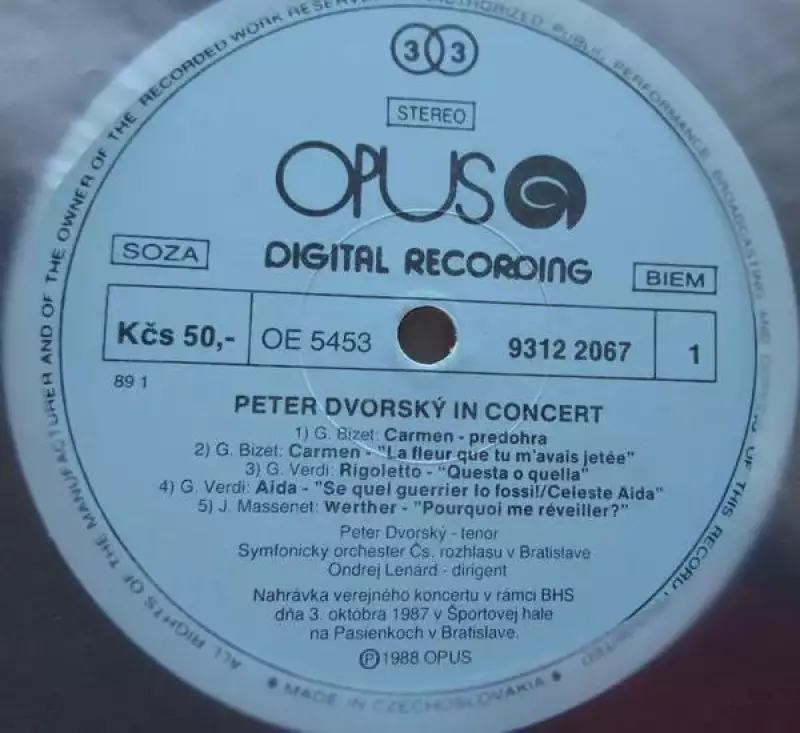 33
STEREO
OPUS
DIGITAL RECORDING
SOZA
BIEM
Kčs 50,- OE 5453 9312 2067 1
89 1
PETER DVORSKÝ IN CONCERT
1) G. Bizet: Carmen - predohra
2) G. Bizet: Carmen - "La fleur que tu m'avais jetée"
3) G. Verdi: Rigoletto - "Questa o quella"
4) G. Verdi: Aida - "Se quel guerrier Io fossi!/Celeste Aida"
5) J. Massenet: Werther - "Pourquoi me réveiller?"
Peter Dvorský - tenor
Symfonický orchester Čs. rozhlasu v Bratislave
Ondrej Lenárd - dirigent
Nahrávka verejného koncertu v rámci BHS
dňa 3. októbra 1987 v Športovej hale
na Pasienkoch v Bratislave.
Ⓟ 1988 OPUS
ALL RIGHTS OF THE MANUFACTURER AND OF THE OWNER OF THE RECORDED WORK RESERVED AUTHORIZED PUBLIC PERFORMANCE BROADCASTING AND OF THIS RECORD
MADE IN CZECHOSLOVAKIA